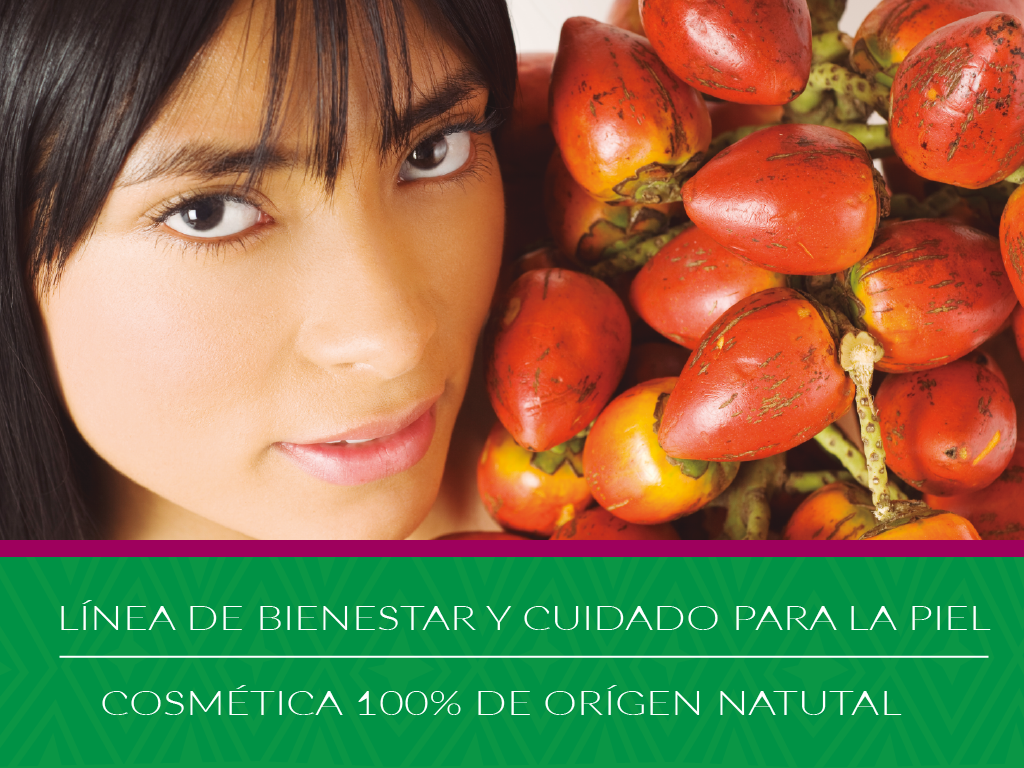 LÍNEA DE BIENESTAR Y CUIDADO PARA LA PIEL
COSMÉTICA 100% DE ORÍGEN NATUTAL